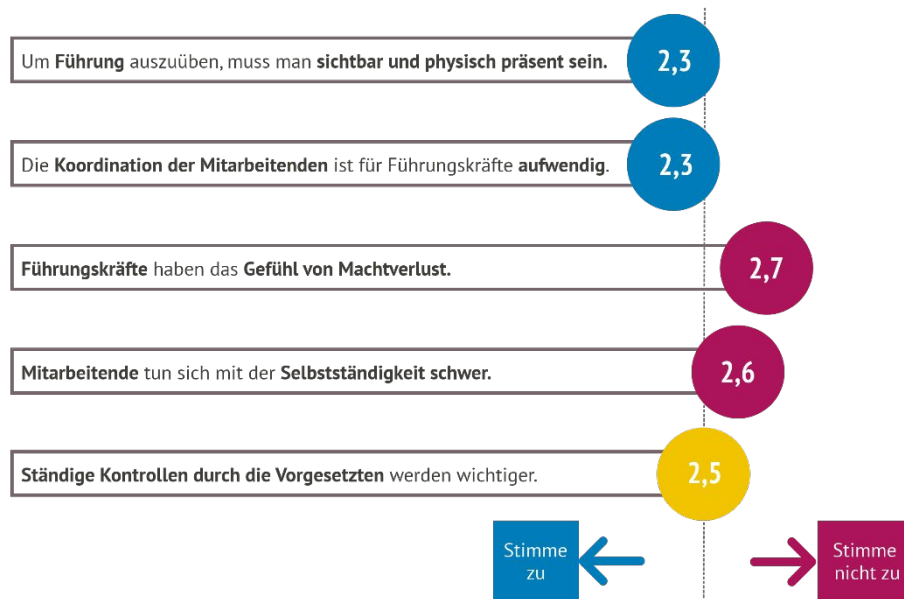 Um Führung auszuüben, muss man sichtbar und physisch präsent sein.
2,3
Die Koordination der Mitarbeitenden ist für Führungskräfte aufwendig.
2,3
Führungskräfte haben das Gefühl von Machtverlust.
2,7
Mitarbeitende tun sich mit der Selbstständigkeit schwer.
2,6
Ständige Kontrollen durch die Vorgesetzten werden wichtiger.
2,5
Stimme
zu
Stimme
nicht zu